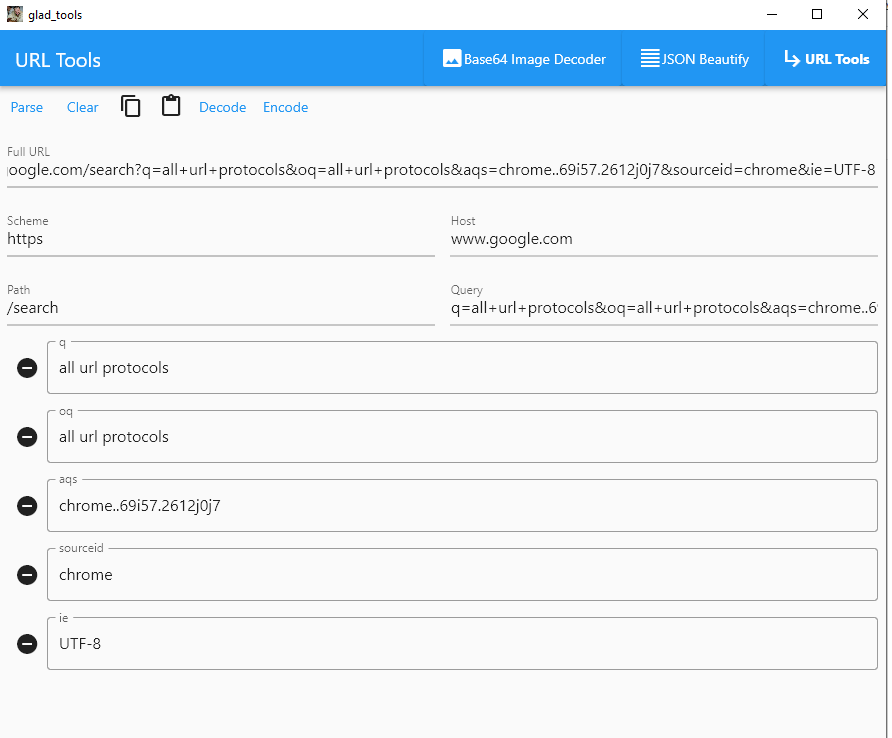 glad_tools
URL Tools
Base64 Image Decoder
JSON Beautify
URL Tools
Parse
Clear
Decode
Encode
Full URL
oogle.com/search?q=all+url+protocols&oq=all+url+protocols&aqs=chrome..69i57.2612j0j7&sourceid=chrome&ie=UTF-8
Scheme
Host
https
www.google.com
Path
Query
/search
q=all+url+protocols&oq=all+url+protocols&aqs=chrome..6
q
all url protocols
oq
all url protocols
aqs
chrome..69i57.2612j0j7
sourceid
chrome
ie
UTF-8